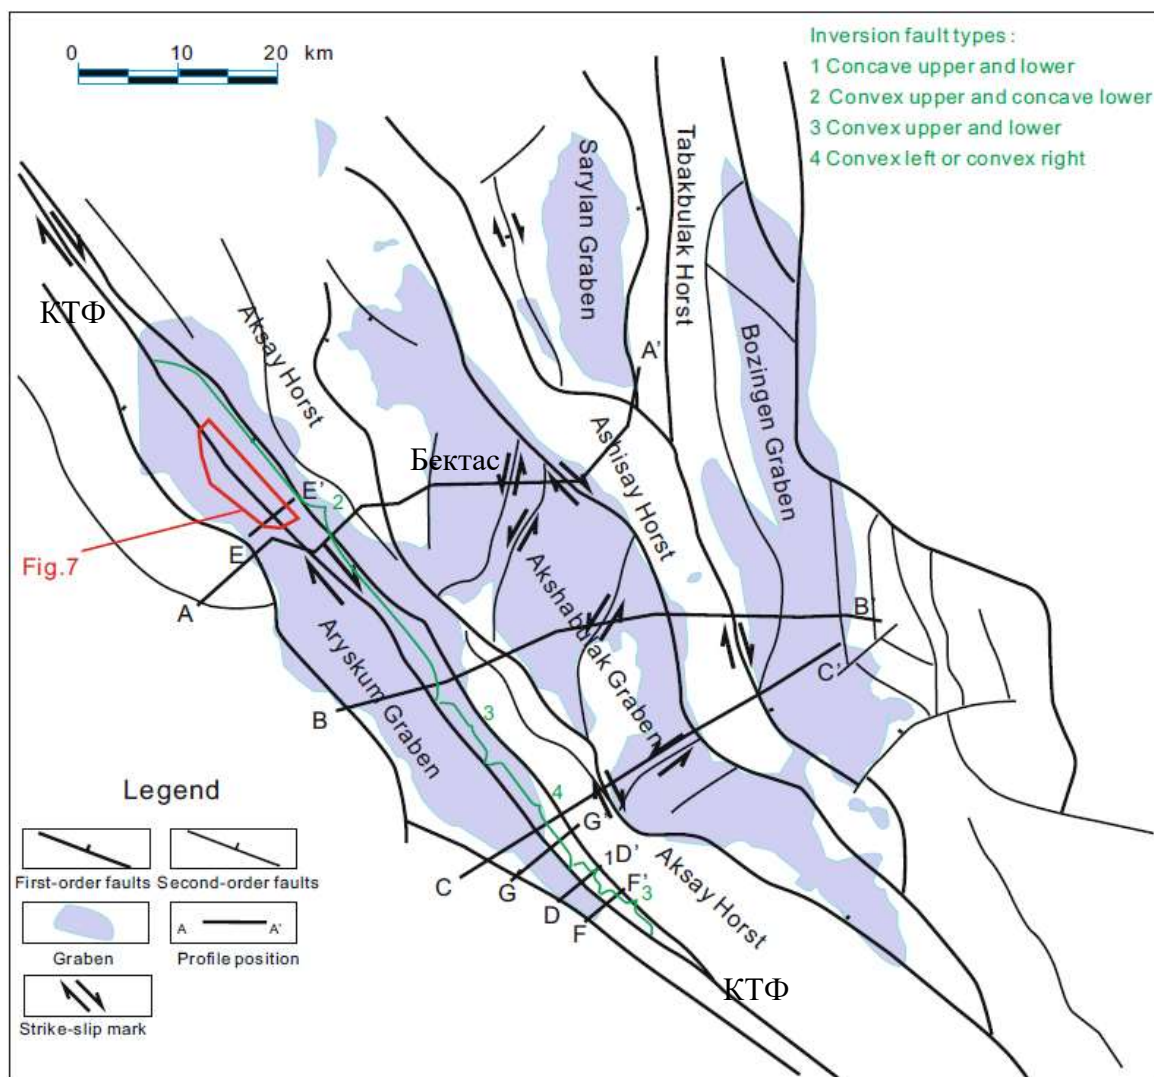 0 10 20 km
Inversion fault types :
1 Concave upper and lower
2 Convex upper and concave lower
3 Convex upper and lower
4 Convex left or convex right
Sarylan Graben
Tabakbulak Horst
КТФ
Aksay Horst
A'
Bozingen Graben
Ashisay Horst
Бектас
E'
2
E
Fig.7
A
Akshabulak Graben
B'
C'
Aryskum Graben
B
3
4
G'
1
D'
C
G
D
F'
3
F
Aksay Horst
КТФ
Legend
First-order faults
Second-order faults
Graben
A A'
Profile position
Strike-slip mark